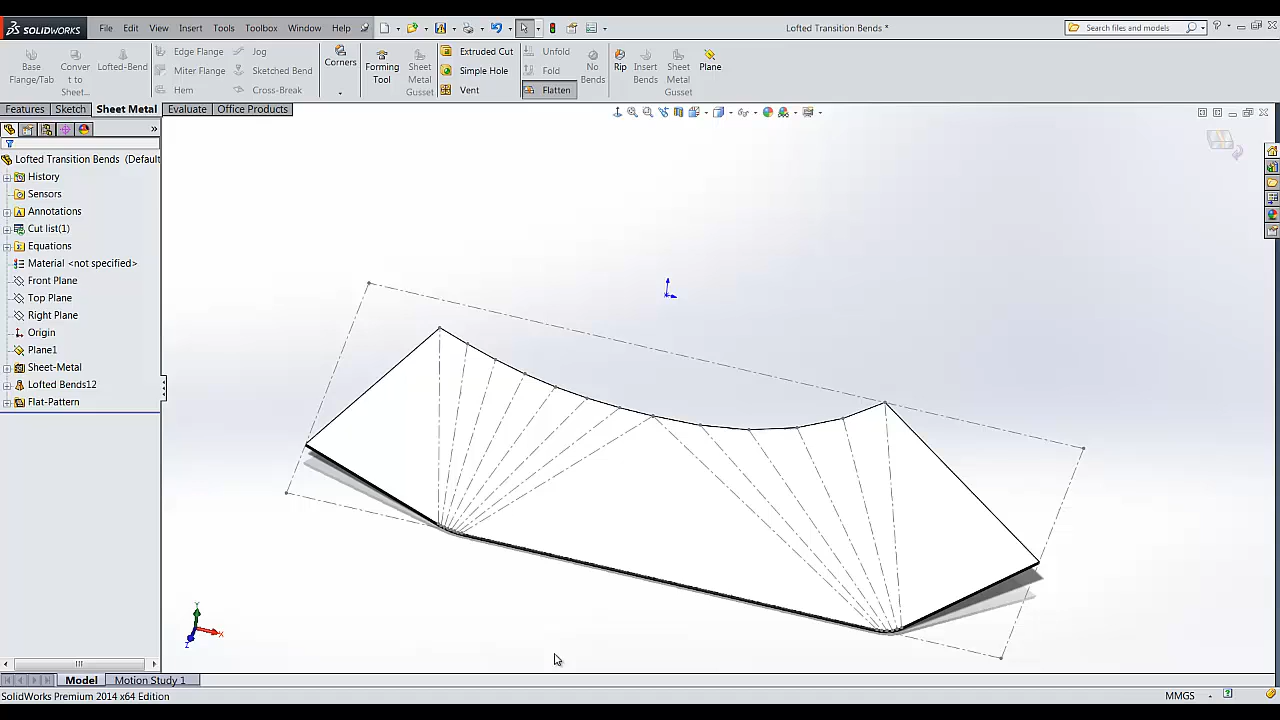 SOLIDWORKS File Edit View Insert Tools Toolbox Window Help Lofted Transition Bends * Search files and models
Base Flange/Tab
Convert to Sheet...
Lofted-Bend
Edge Flange
Miter Flange
Hem
Jog
Sketched Bend
Cross-Break
Corners
Forming Tool
Sheet Metal Gusset
Extruded Cut
Simple Hole
Vent
Unfold
Fold
Flatten
No Bends
Rip
Insert Bends
Sheet Metal Gusset
Plane
Features Sketch Sheet Metal Evaluate Office Products
Lofted Transition Bends (Default
History
Sensors
Annotations
Cut list(1)
Equations
Material <not specified>
Front Plane
Top Plane
Right Plane
Origin
Plane1
Sheet-Metal
Lofted Bends12
Flat-Pattern
Y
X
Z
Model Motion Study 1
SolidWorks Premium 2014 x64 Edition MMGS